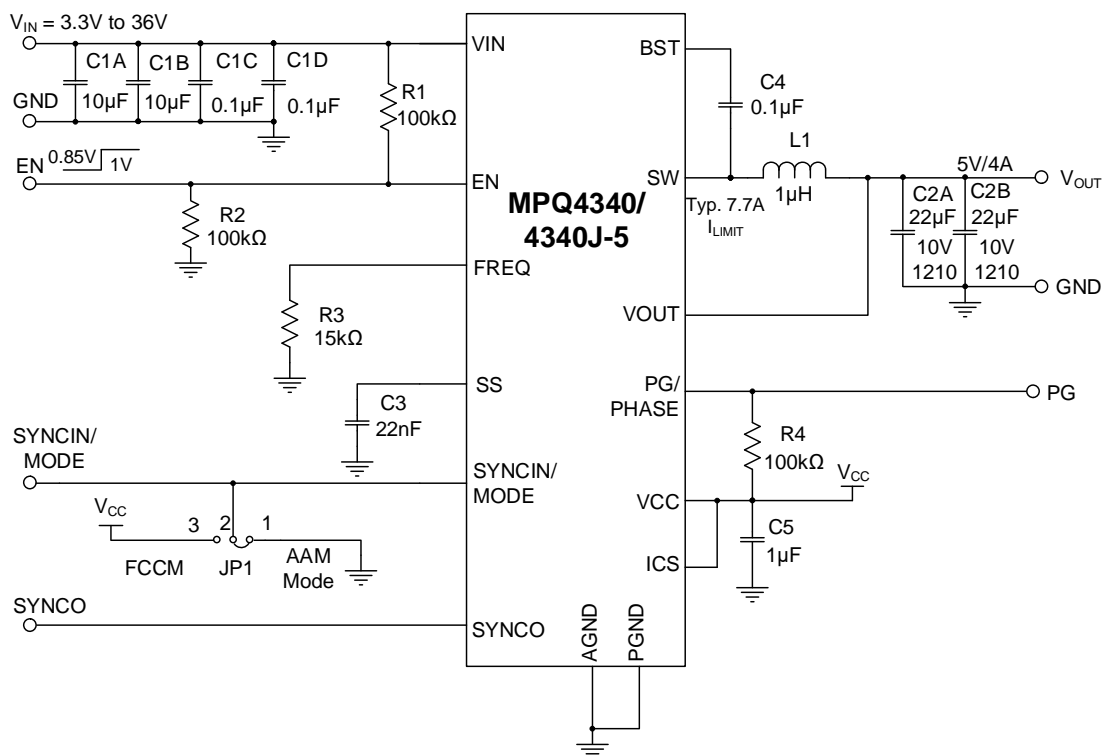 V_IN = 3.3V to 36V
VIN
C1A
C1B
C1C
C1D
10µF
10µF
0.1µF
0.1µF
GND
R1
100kΩ
EN
0.85V
1V
EN
R2
100kΩ
FREQ
R3
15kΩ
SS
C3
22nF
SYNCIN/
MODE
SYNCIN/
MODE
V_CC
3
2
1
FCCM
JP1
AAM
Mode
SYNCO
SYNCO
MPQ4340/
4340J-5
AGND
PGND
BST
C4
0.1µF
L1
1µH
SW
Typ. 7.7A
I_LIMIT
5V/4A
V_OUT
C2A
22µF
10V
1210
C2B
22µF
10V
1210
GND
VOUT
PG/
PHASE
PG
R4
100kΩ
V_CC
VCC
C5
1µF
ICS